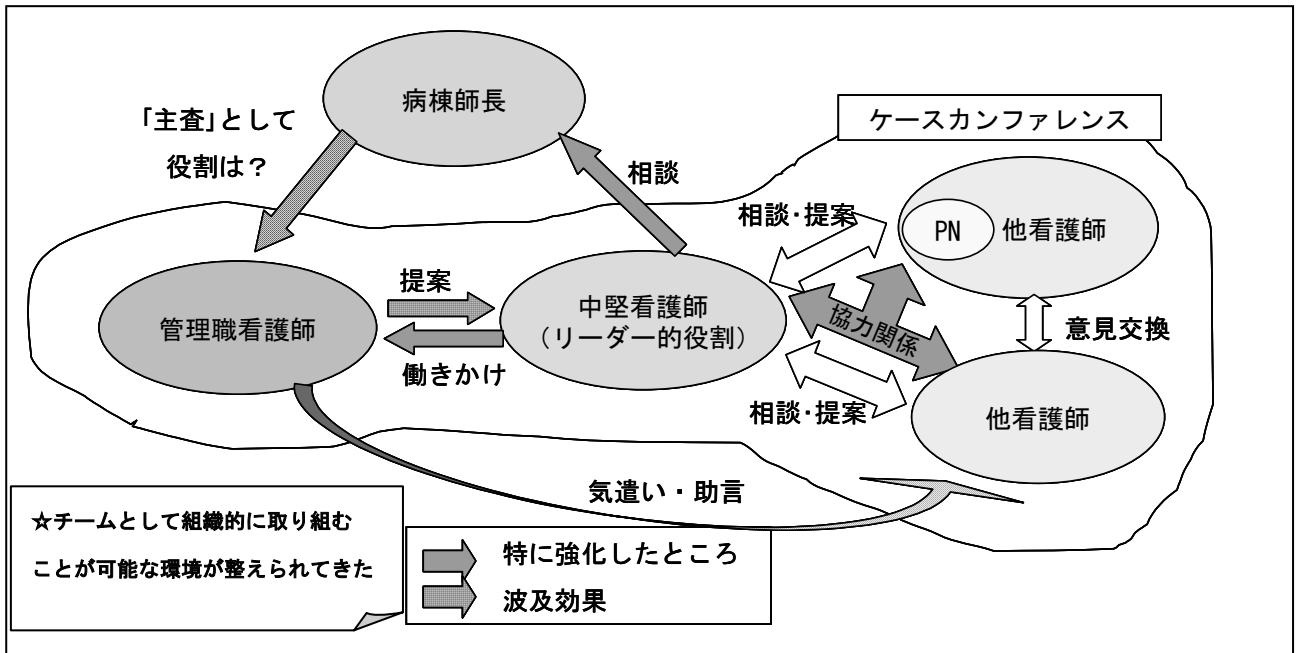 病棟師長
「主査」として
役割は？
ケースカンファレンス
相談
相談・提案
PN
他看護師
管理職看護師
提案
働きかけ
中堅看護師
（リーダー的役割）
協力関係
意見交換
相談・提案
他看護師
気遣い・助言
☆チームとして組織的に取り組む
ことが可能な環境が整えられてきた
特に強化したところ
波及効果